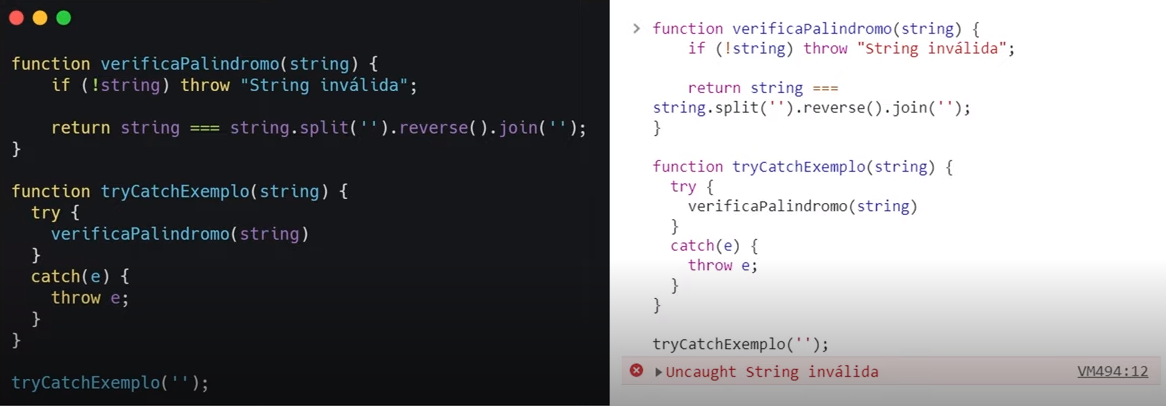 function verificaPalindromo(string) {
    if (!string) throw "String inválida";
    return string === string.split('').reverse().join('');
}
function tryCatchExemplo(string) {
  try {
    verificaPalindromo(string)
  }
  catch(e) {
    throw e;
  }
}
tryCatchExemplo('');
function verificaPalindromo(string) {
    if (!string) throw "String inválida";
    return string ===
string.split('').reverse().join('');
}
function tryCatchExemplo(string) {
  try {
    verificaPalindromo(string)
  }
  catch(e) {
    throw e;
  }
}
tryCatchExemplo('');
Uncaught String inválida VM494:12